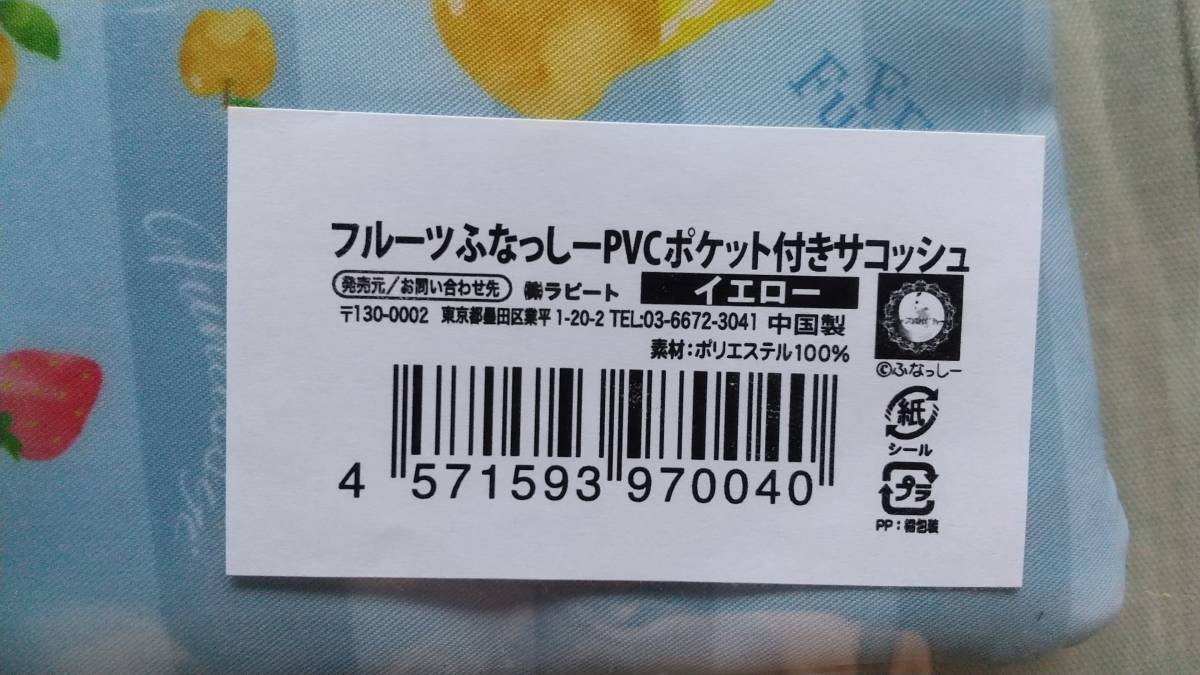 フルーツふなっしーPVCポケット付きサコッシュ
発売元/お問い合わせ先 ㈱ラピート イエロー
〒130-0002 東京都墨田区業平1-20-2 TEL:03-6672-3041 中国製
素材:ポリエステル100%
©ふなっしー
紙
シール
プラ
PP:個包装
4 571593 970040